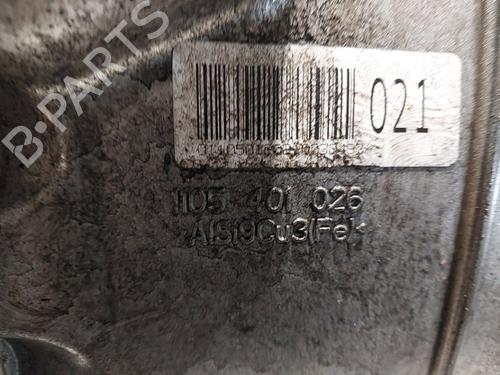 B-PARTS
021
1105 401 026
>AlSi9Cu3(Fe)<